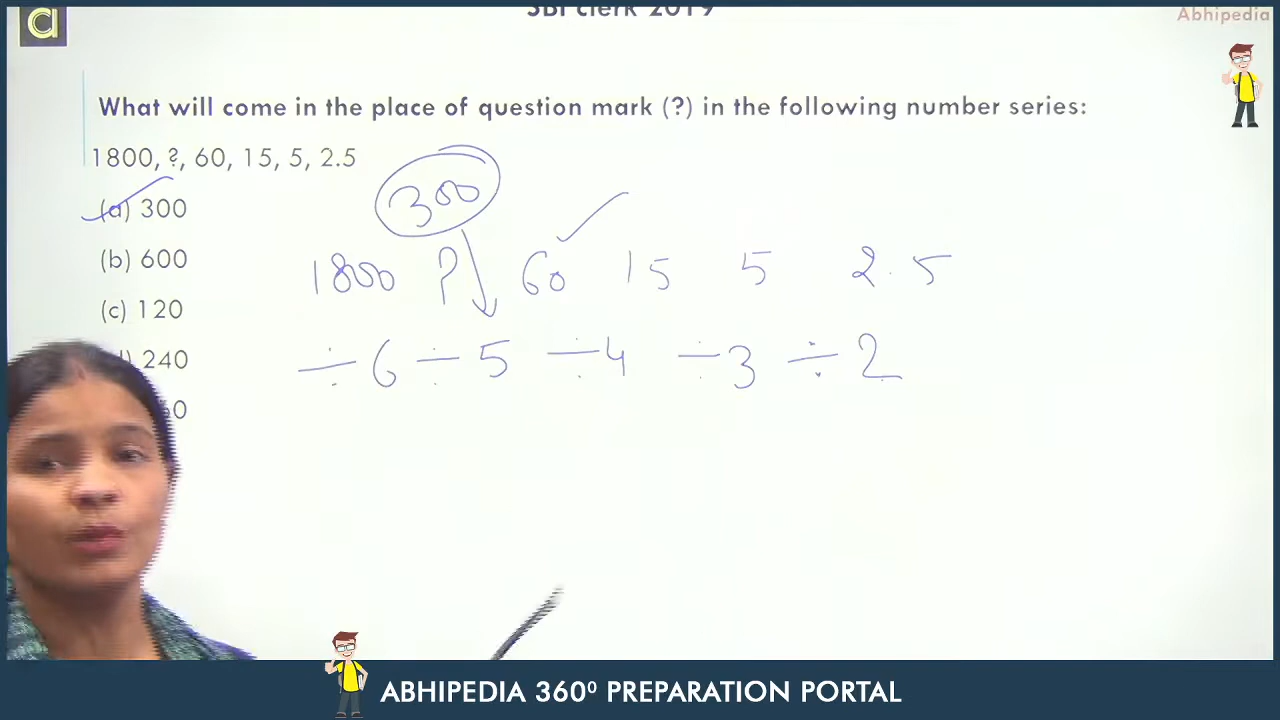 SBI clerk 2019
Abhipedia
What will come in the place of question mark (?) in the following number series:
1800, ?, 60, 15, 5, 2.5
(a) 300
(b) 600
(c) 120
240
300
1800 ? 60 15 5 2.5
÷6 ÷5 ÷4 ÷3 ÷2
ABHIPEDIA 360⁰ PREPARATION PORTAL